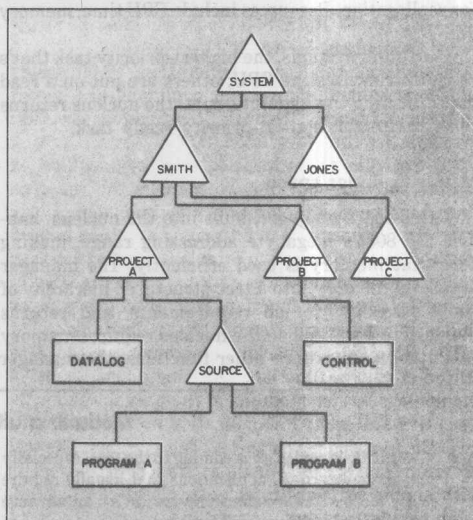 SYSTEM
SMITH
JONES
PROJECT
A
PROJECT
B
PROJECT
C
DATALOG
SOURCE
CONTROL
PROGRAM A
PROGRAM B